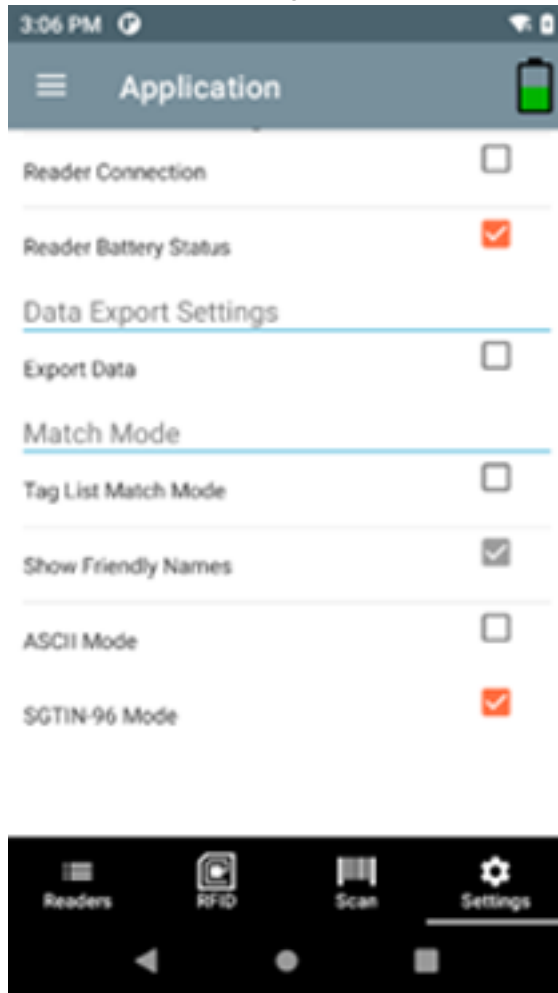 3:06 PM
Application
Reader Connection
Reader Battery Status
Data Export Settings
Export Data
Match Mode
Tag List Match Mode
Show Friendly Names
ASCII Mode
SGTIN-96 Mode
Readers RFID Scan Settings